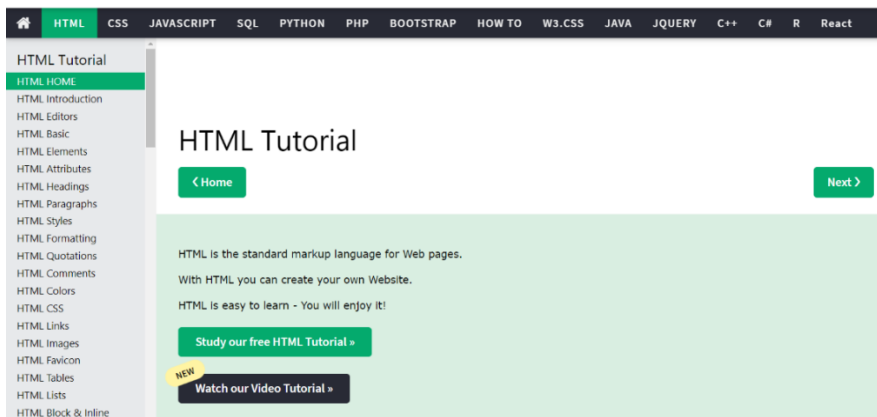 HTML CSS JAVASCRIPT SQL PYTHON PHP BOOTSTRAP HOW TO W3.CSS JAVA JQUERY C++ C# R React
HTML Tutorial
HTML HOME
HTML Introduction
HTML Editors
HTML Basic
HTML Elements
HTML Attributes
HTML Headings
HTML Paragraphs
HTML Styles
HTML Formatting
HTML Quotations
HTML Comments
HTML Colors
HTML CSS
HTML Links
HTML Images
HTML Favicon
HTML Tables
HTML Lists
HTML Block & Inline
HTML Tutorial
❮ Home
Next ❯
HTML is the standard markup language for Web pages.
With HTML you can create your own Website.
HTML is easy to learn - You will enjoy it!
Study our free HTML Tutorial »
NEW
Watch our Video Tutorial »